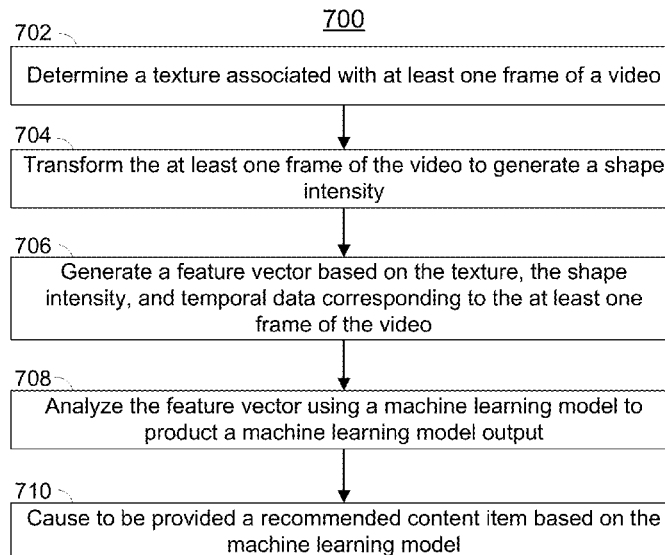 700
702
Determine a texture associated with at least one frame of a video
704
Transform the at least one frame of the video to generate a shape
intensity
706
Generate a feature vector based on the texture, the shape
intensity, and temporal data corresponding to the at least one
frame of the video
708
Analyze the feature vector using a machine learning model to
product a machine learning model output
710
Cause to be provided a recommended content item based on the
machine learning model